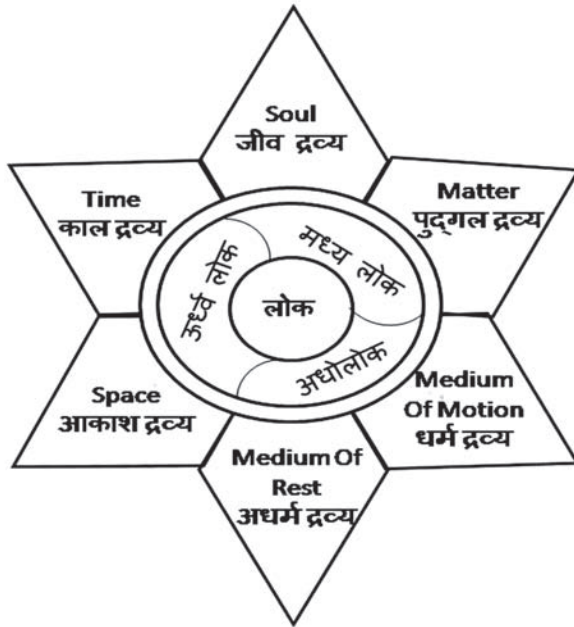 Soul
जीव द्रव्य
Time
काल द्रव्य
Matter
पुद्गल द्रव्य
ऊर्ध्व लोक
मध्य लोक
लोक
अधोलोक
Space
आकाश द्रव्य
Medium
Of Motion
धर्म द्रव्य
Medium Of
Rest
अधर्म द्रव्य